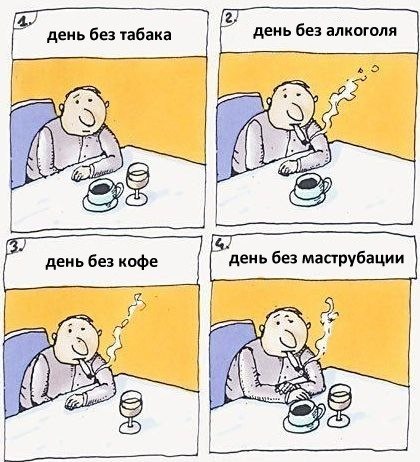 1.
день без табака
2.
день без алкоголя
3.
день без кофе
4.
день без маструбации